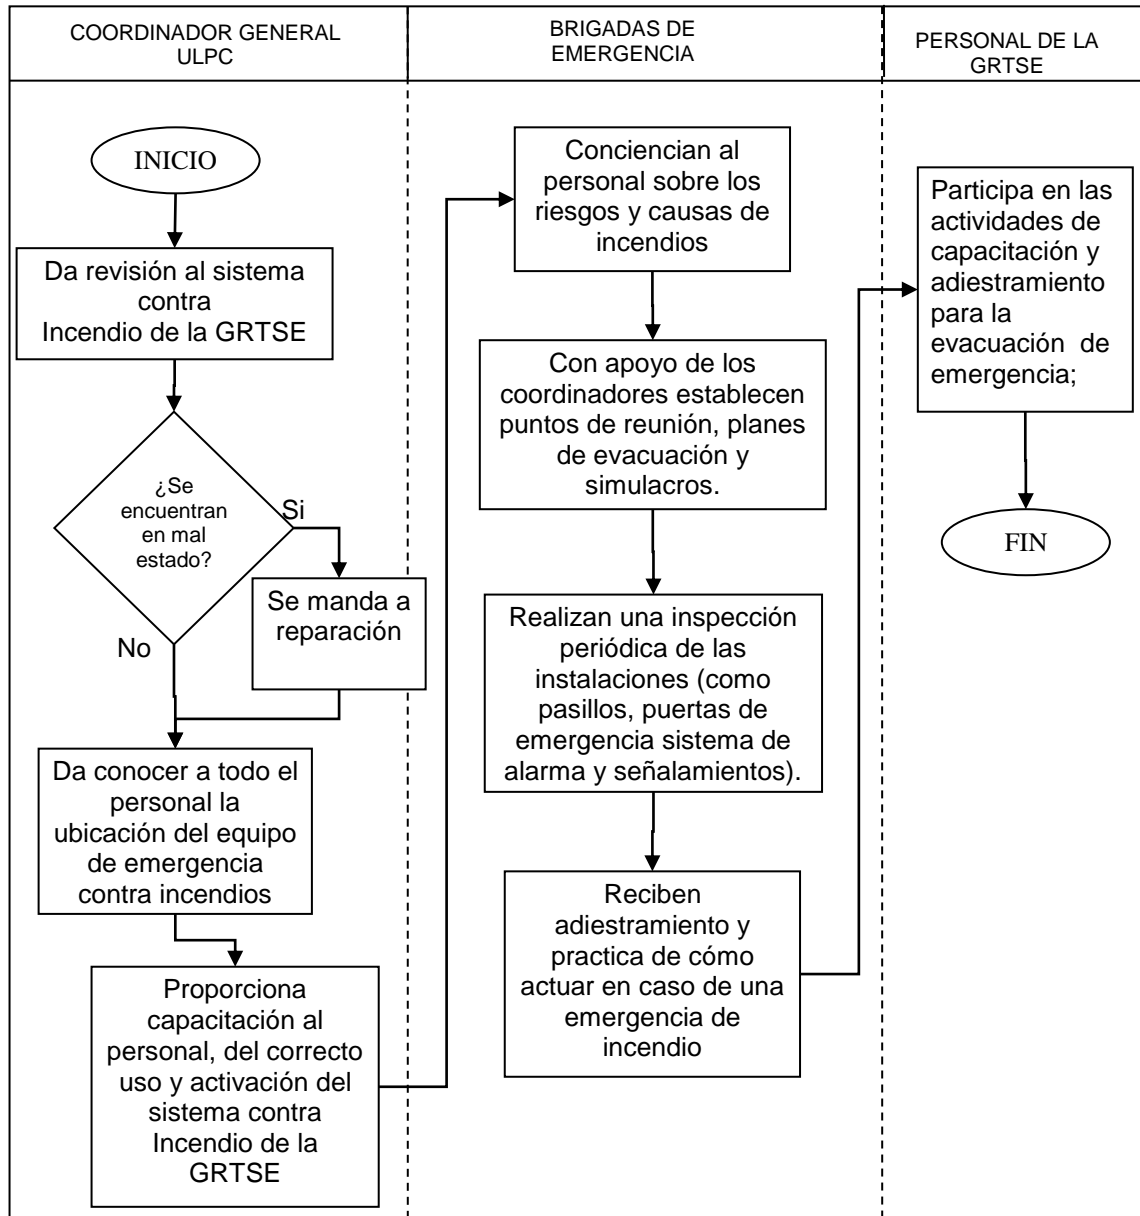 COORDINADOR GENERAL
ULPC
BRIGADAS DE
EMERGENCIA
PERSONAL DE LA
GRTSE
INICIO
Da revisión al sistema
contra
Incendio de la GRTSE
¿Se
encuentran
en mal
estado?
Si
Se manda a
reparación
No
Da conocer a todo el
personal la
ubicación del equipo
de emergencia
contra incendios
Proporciona
capacitación al
personal, del correcto
uso y activación del
sistema contra
Incendio de la
GRTSE
Conciencian al
personal sobre los
riesgos y causas de
incendios
Con apoyo de los
coordinadores establecen
puntos de reunión, planes
de evacuación y
simulacros.
Realizan una inspección
periódica de las
instalaciones (como
pasillos, puertas de
emergencia sistema de
alarma y señalamientos).
Reciben
adiestramiento y
practica de cómo
actuar en caso de una
emergencia de
incendio
Participa en las
actividades de
capacitación y
adiestramiento
para la
evacuación de
emergencia;
FIN